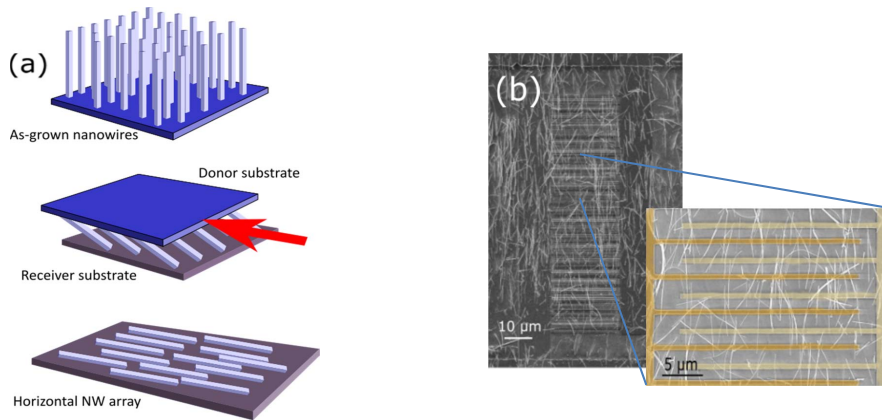 (a)
As-grown nanowires
Donor substrate
Receiver substrate
Horizontal NW array
(b)
10 µm
5 µm